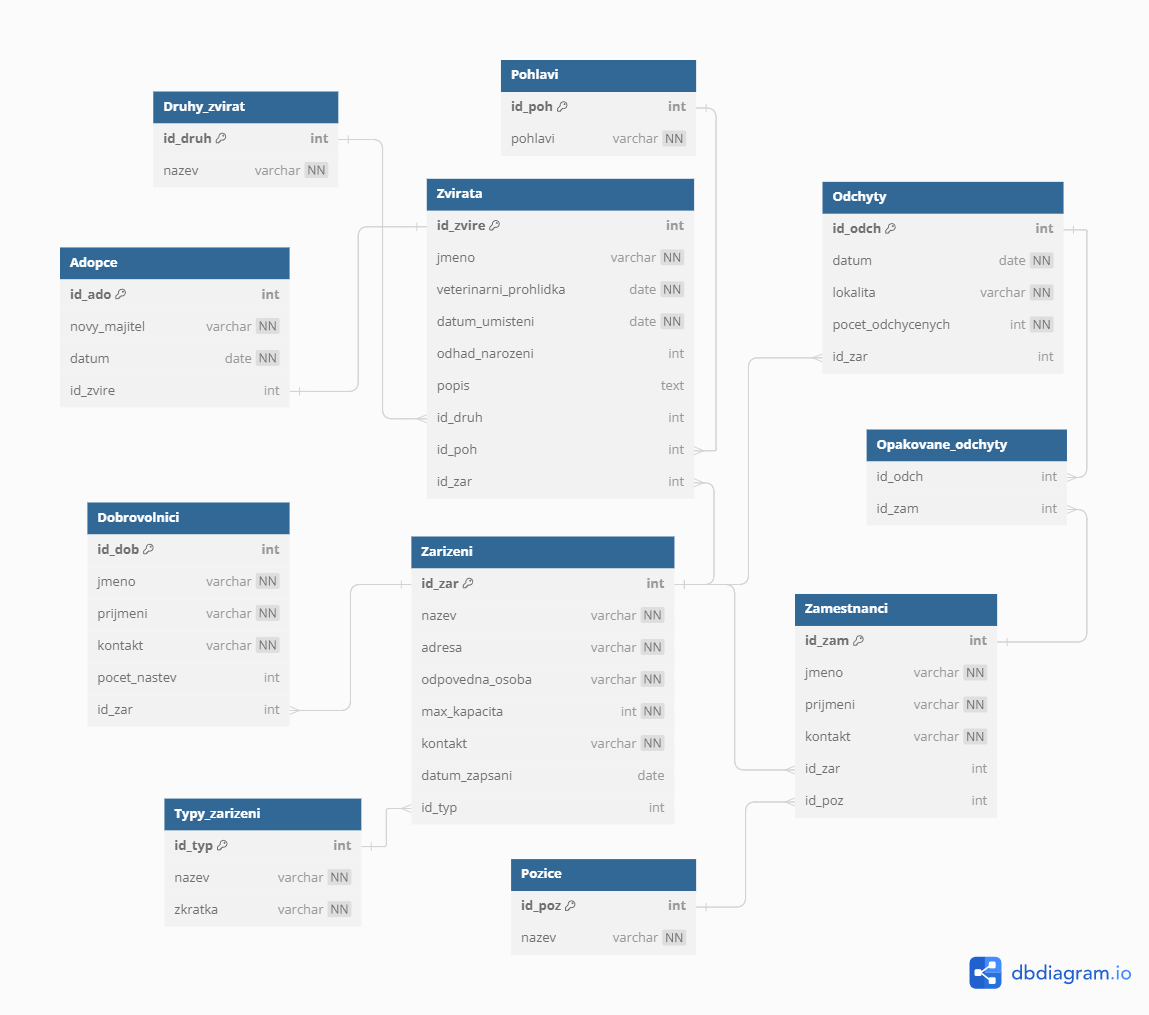 Pohlavi
id_poh int
pohlavi varchar NN
Druhy_zvirat
id_druh int
nazev varchar NN
Zvirata
id_zvire int
jmeno varchar NN
veterinarni_prohlidka date NN
datum_umisteni date NN
odhad_narozeni int
popis text
id_druh int
id_poh int
id_zar int
Odchyty
id_odch int
datum date NN
lokalita varchar NN
pocet_odchycenych int NN
id_zar int
Adopce
id_ado int
novy_majitel varchar NN
datum date NN
id_zvire int
Opakovane_odchyty
id_odch int
id_zam int
Dobrovolnici
id_dob int
jmeno varchar NN
prijmeni varchar NN
kontakt varchar NN
pocet_nastev int
id_zar int
Zarizeni
id_zar int
nazev varchar NN
adresa varchar NN
odpovedna_osoba varchar NN
max_kapacita int NN
kontakt varchar NN
datum_zapsani date
id_typ int
Zamestnanci
id_zam int
jmeno varchar NN
prijmeni varchar NN
kontakt varchar NN
id_zar int
id_poz int
Typy_zarizeni
id_typ int
nazev varchar NN
zkratka varchar NN
Pozice
id_poz int
nazev varchar NN
dbdiagram.io